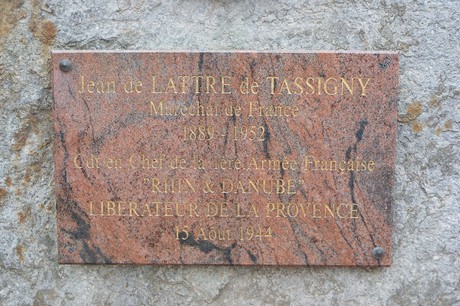 Jean de LATTRE de TASSIGNY
Maréchal de France
1889 - 1952
Cdt en Chef de la 1ère Armée Française
"RHIN & DANUBE"
LIBERATEUR DE LA PROVENCE
15 Août 1944